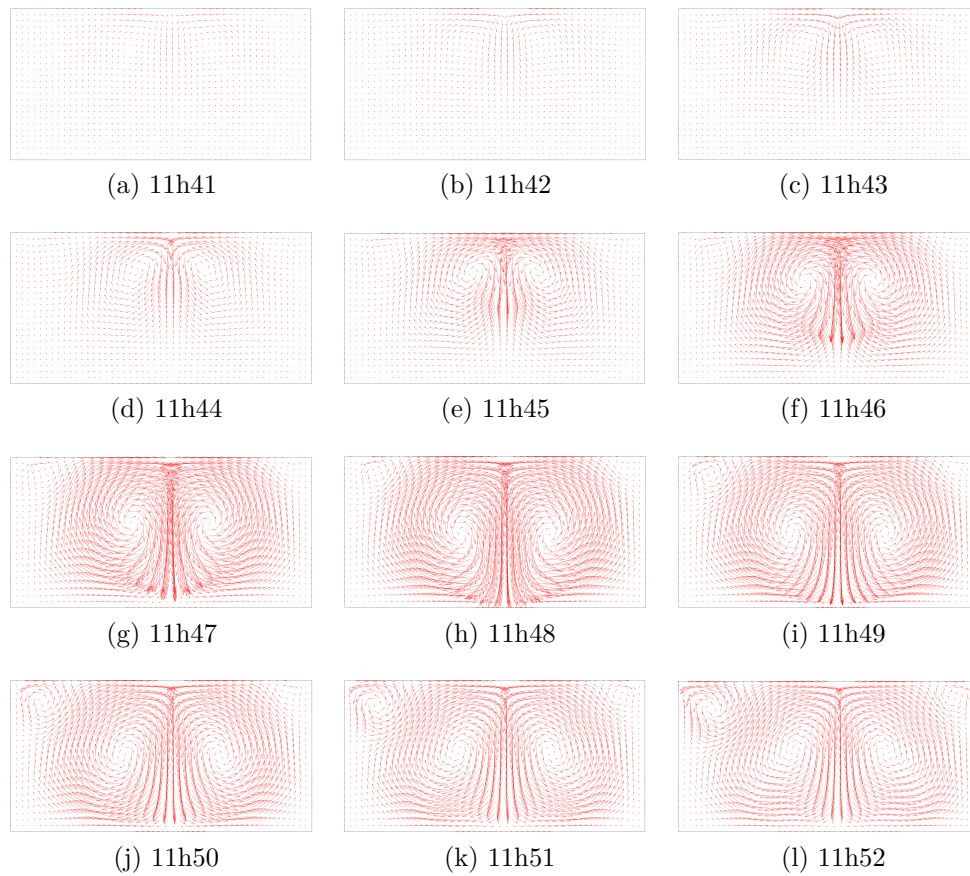 (a) 11h41
(b) 11h42
(c) 11h43
(d) 11h44
(e) 11h45
(f) 11h46
(g) 11h47
(h) 11h48
(i) 11h49
(j) 11h50
(k) 11h51
(l) 11h52